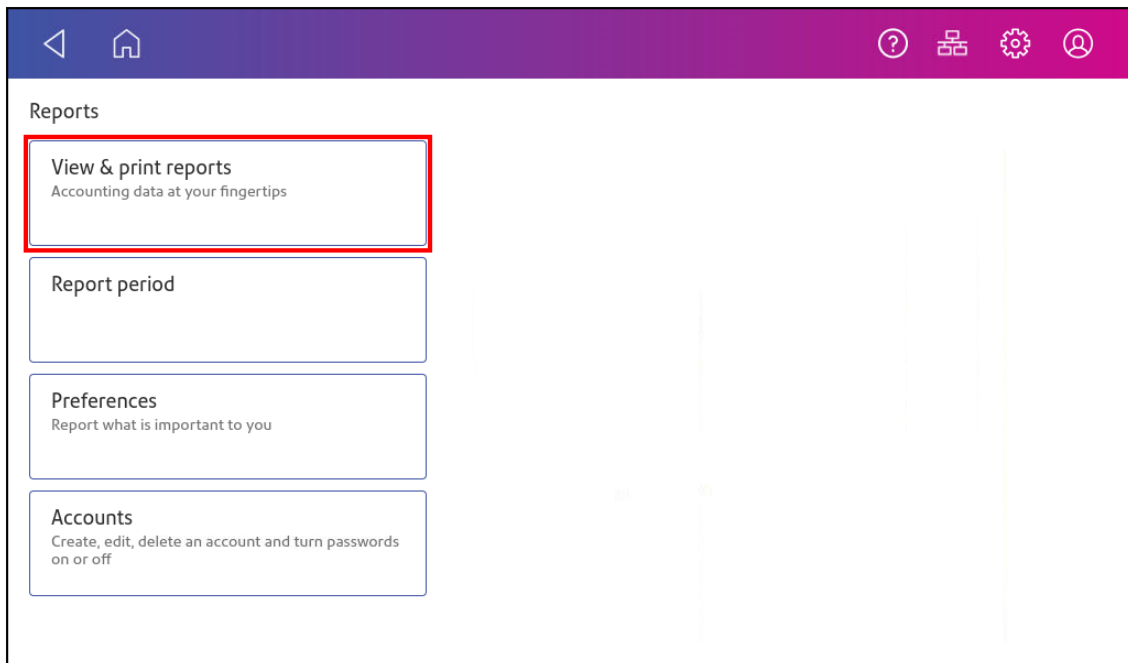 Reports
View & print reports
Accounting data at your fingertips
Report period
Preferences
Report what is important to you
Accounts
Create, edit, delete an account and turn passwords
on or off